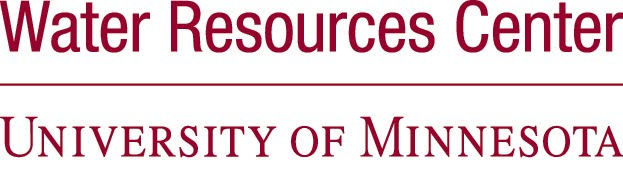 Water Resources Center
UNIVERSITY OF MINNESOTA